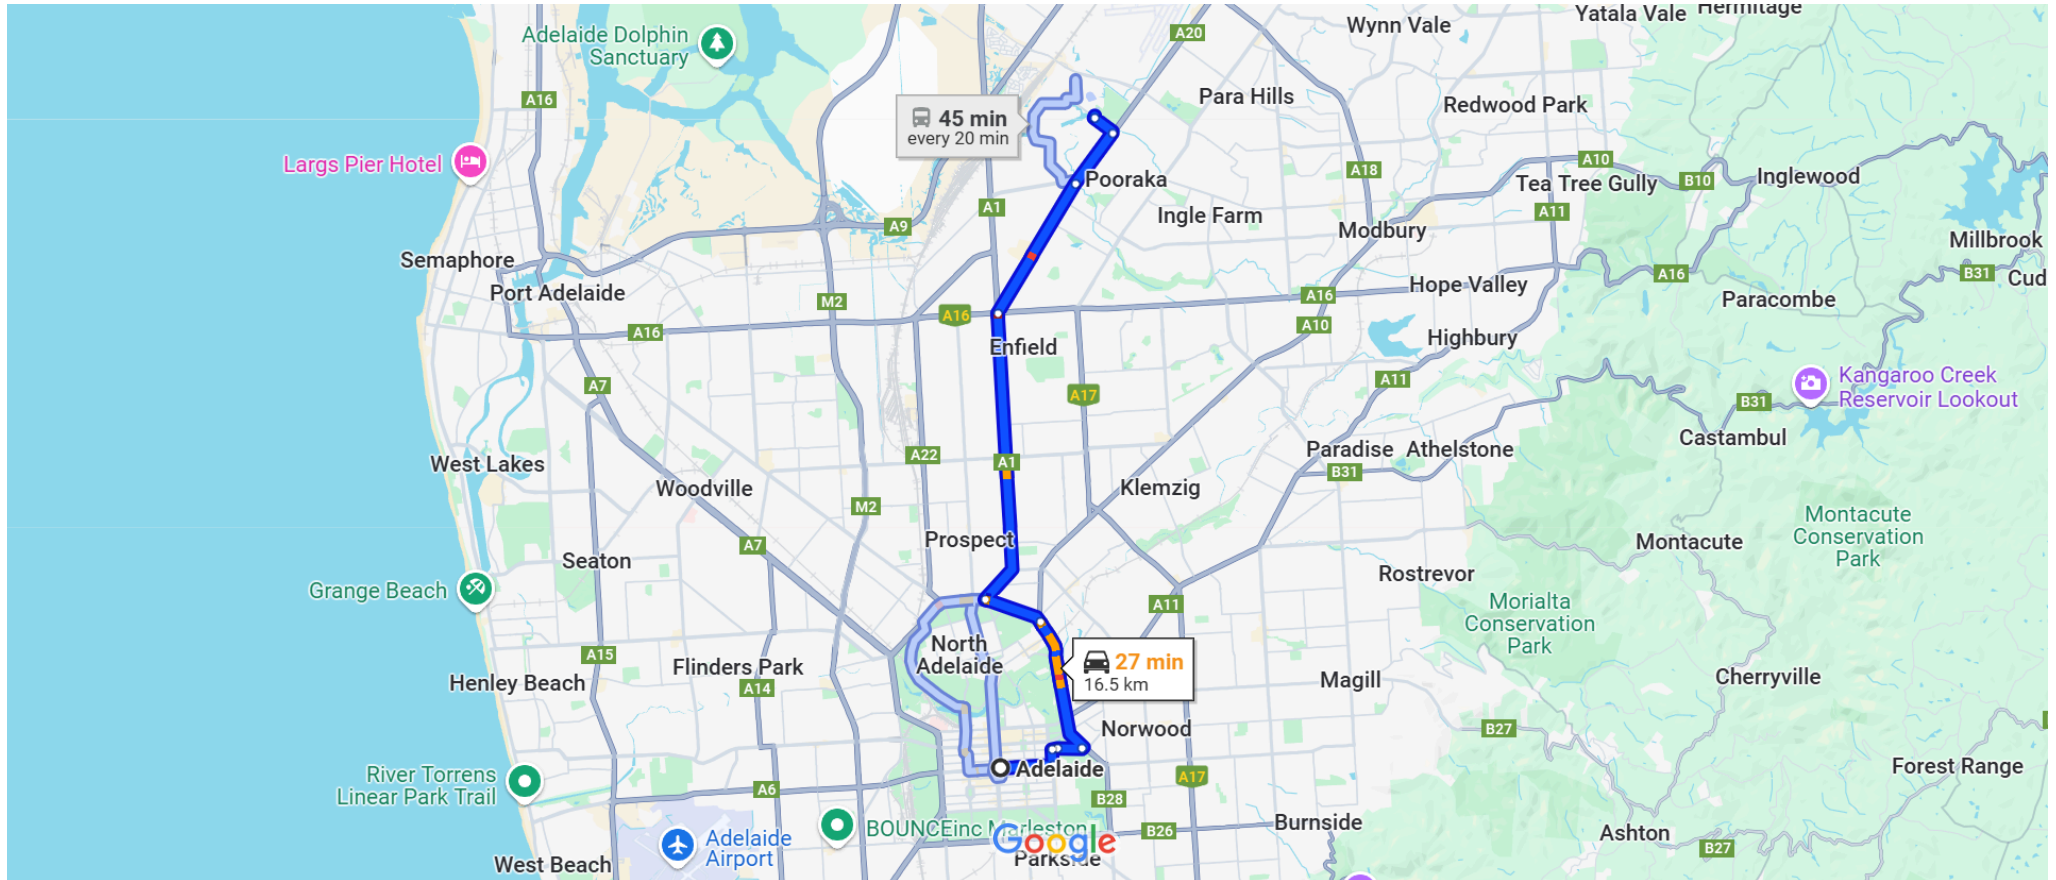 Hermitage
Yatala Vale
Wynn Vale
A20
Adelaide Dolphin
Sanctuary
A16
Para Hills
Redwood Park
45 min
every 20 min
Largs Pier Hotel
Pooraka
A18
A10
Tea Tree Gully
B10
Inglewood
A1
A9
Ingle Farm
A11
Modbury
Millbrook
Semaphore
A16
B31
Cud
Port Adelaide
M2
A16
Hope Valley
Paracombe
A16
A16
A10
Enfield
Highbury
A7
A17
A11
Kangaroo Creek
Reservoir Lookout
B31
Castambul
A22
A1
Paradise
Athelstone
B31
West Lakes
Woodville
Klemzig
M2
Montacute
Conservation
Park
Prospect
A7
Montacute
Seaton
Rostrevor
Grange Beach
A11
Morialta
Conservation
Park
North
Adelaide
A15
Flinders Park
27 min
16.5 km
Henley Beach
A14
Magill
Cherryville
Norwood
B27
River Torrens
Linear Park Trail
Adelaide
A17
Forest Range
A6
B28
BOUNCEinc Marleston
B26
Burnside
Ashton
Adelaide
Airport
Google
B27
West Beach
Parkside